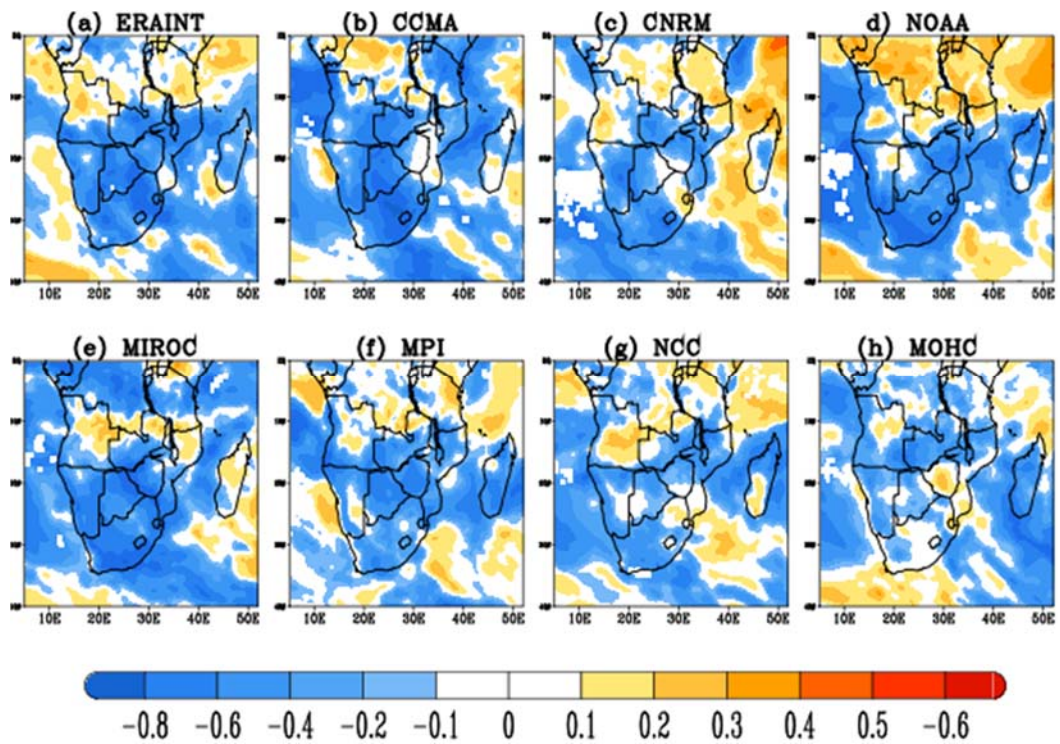 (a) ERAINT (b) CCMA (c) CNRM d) NOAA
10E 20E 30E 40E 50E 10E 20E 30E 40E 50E 10E 20E 30E 40E 50E 10E 20E 30E 40E 50E
(e) MIROC (f) MPI (g) NCC (h) MOHC
10E 20E 30E 40E 50E 10E 20E 30E 40E 50E 10E 20E 30E 40E 50E 10E 20E 30E 40E 50E
-0.8 -0.6 -0.4 -0.2 -0.1 0 0.1 0.2 0.3 0.4 0.5 -0.6